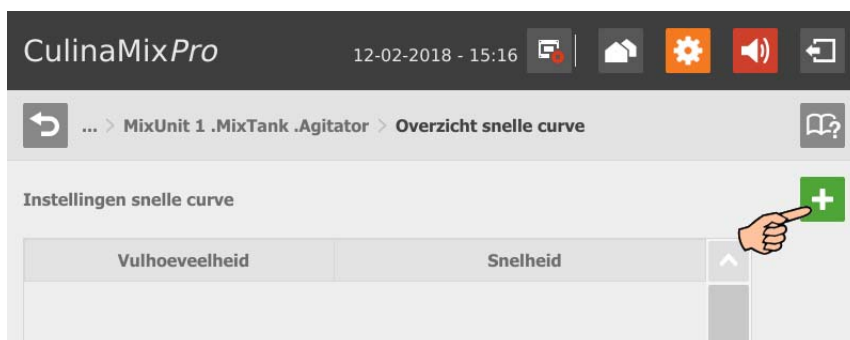 CulinaMixPro 12-02-2018 - 15:16
... > MixUnit 1 .MixTank .Agitator > Overzicht snelle curve
Instellingen snelle curve
Vulhoeveelheid Snelheid